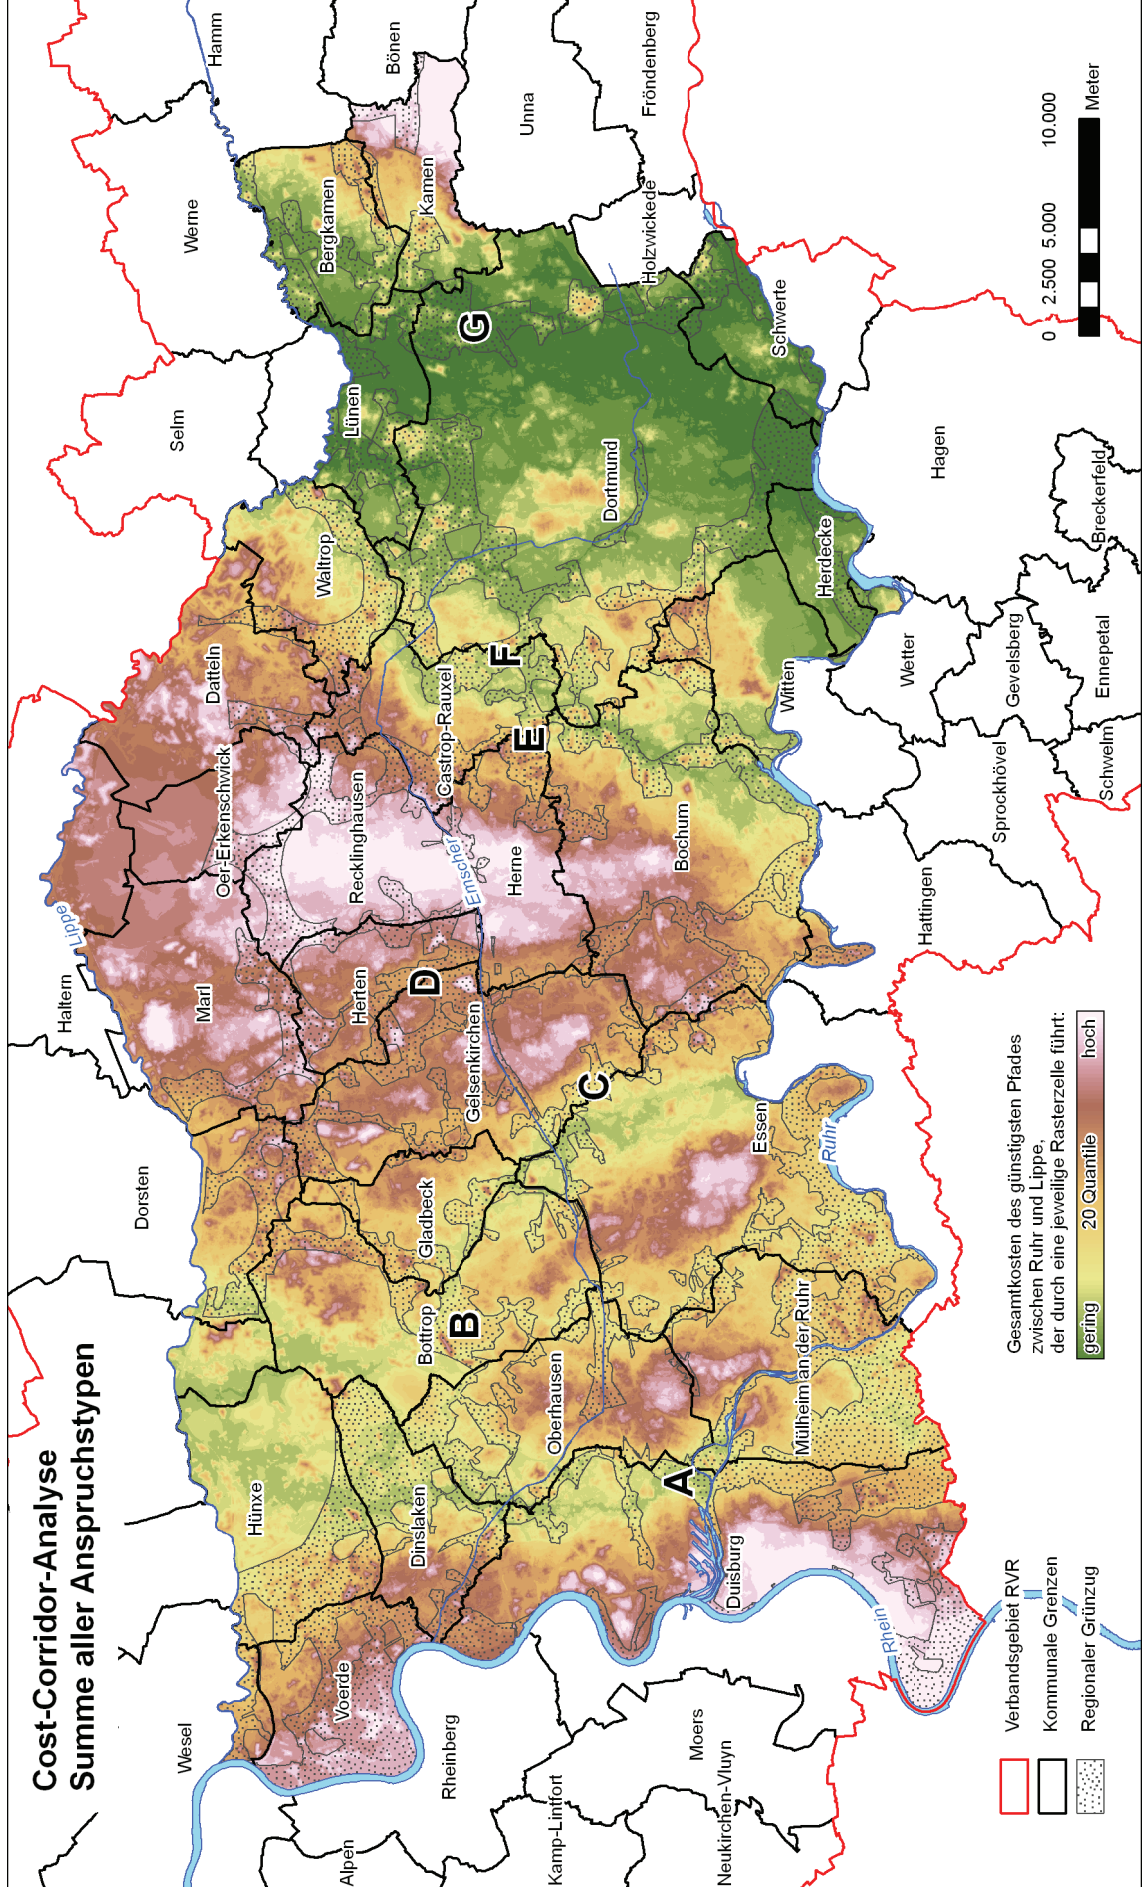 Cost-Corridor-Analyse
Summe aller Anspruchstypen
Wesel
Dorsten
Haltern
Selm
Werne
Hamm
Lippe
Hünxe
Marl
Oer-Erkenschwick
Datteln
Waltrop
Lünen
Bergkamen
Bönen
Voerde
Dinslaken
Bottrop
Gladbeck
Herten
Recklinghausen
Castrop-Rauxel
Kamen
Alpen
Rheinberg
B
Gelsenkirchen
D
Emscher
Herne
E
F
G
Unna
Kamp-Lintfort
Oberhausen
C
Dortmund
Holzwickede
Fröndenberg
Moers
Neukirchen-Vluyn
A
Duisburg
Essen
Bochum
Witten
Herdecke
Schwerte
Rhein
Mülheim an der Ruhr
Ruhr
Hattingen
Wetter
Hagen
Sprockhövel
Gevelsberg
Schwelm
Ennepetal
Breckerfeld
Verbandsgebiet RVR
Kommunale Grenzen
Regionaler Grünzug
Gesamtkosten des günstigsten Pfades
zwischen Ruhr und Lippe,
der durch eine jeweilige Rasterzelle führt:
gering 20 Quantile hoch
0 2.500 5.000 10.000
Meter